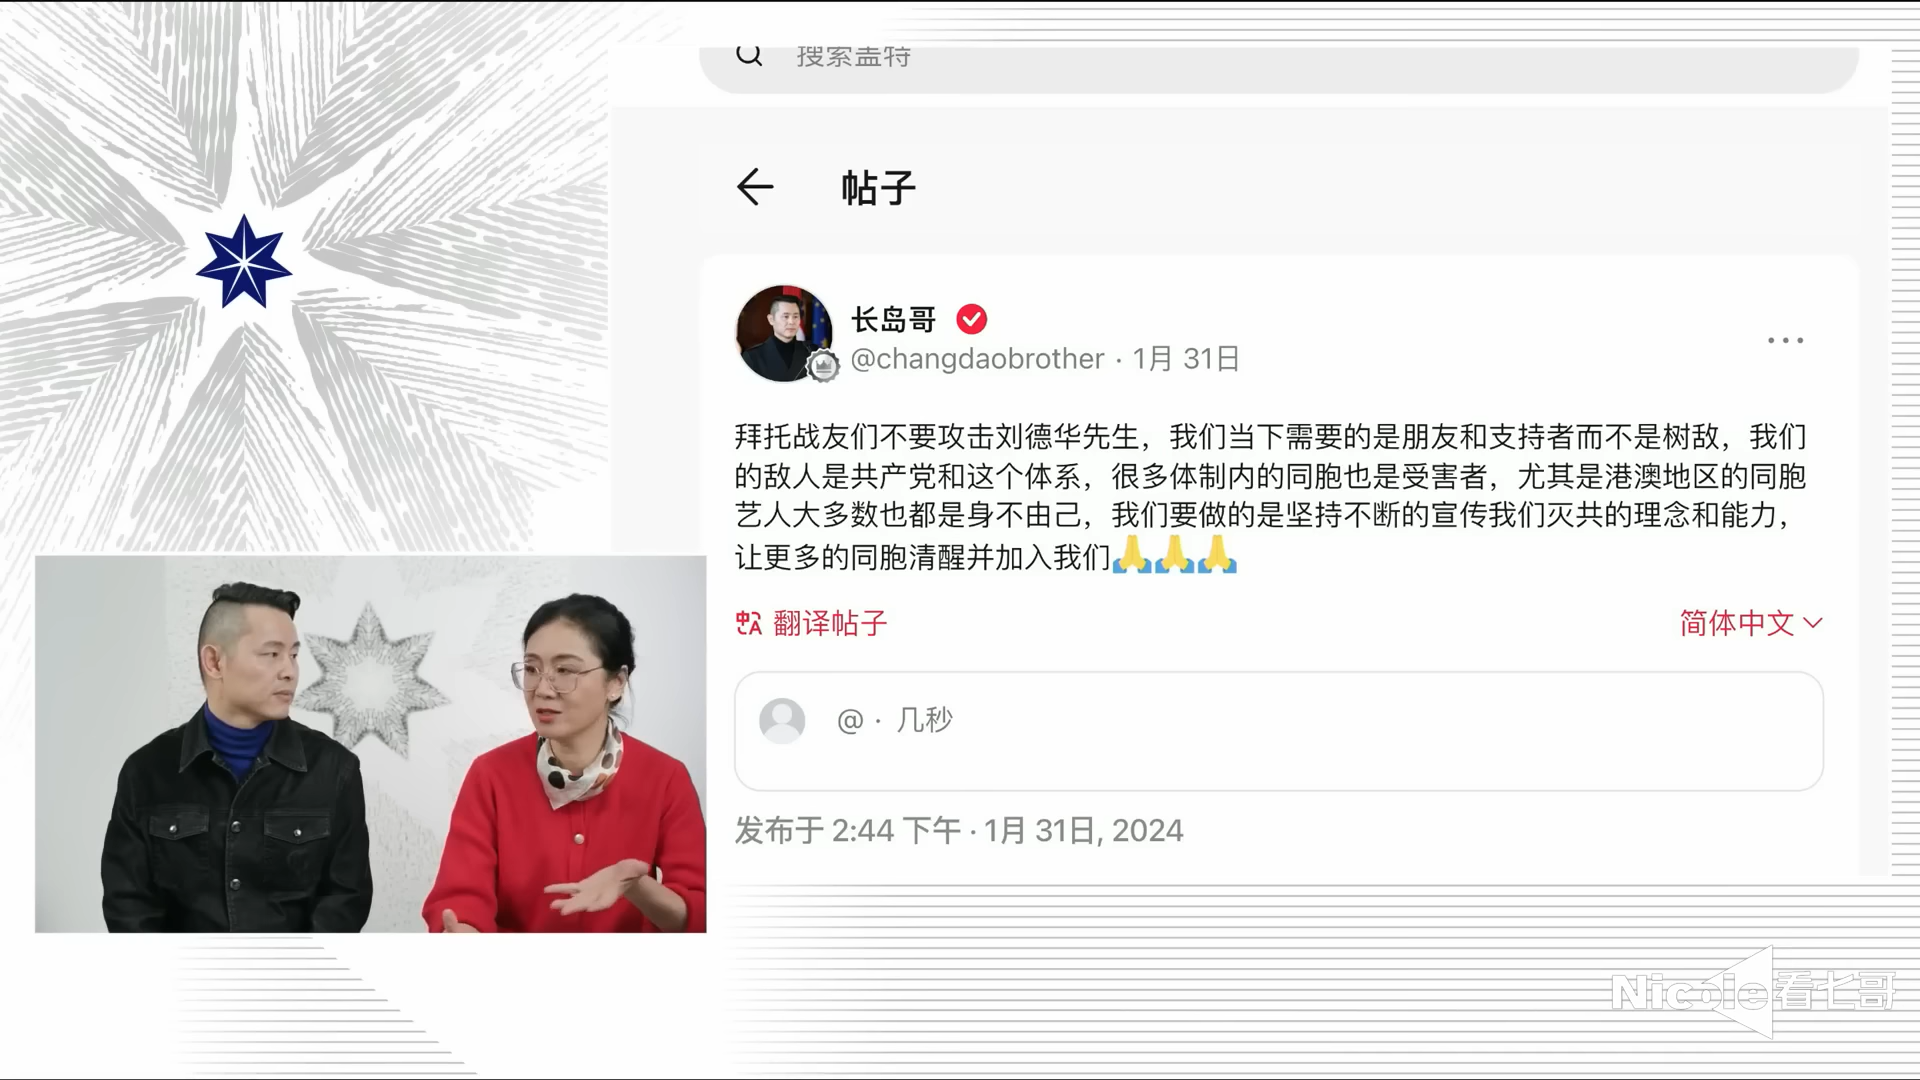 搜索盖特
帖子
长岛哥
@changdaobrother · 1月 31日
拜托战友们不要攻击刘德华先生，我们当下需要的是朋友和支持者而不是树敌，我们
的敌人是共产党和这个体系，很多体制内的同胞也是受害者，尤其是港澳地区的同胞
艺人大多数也都是身不由己，我们要做的是坚持不断的宣传我们灭共的理念和能力，
让更多的同胞清醒并加入我们🙏🙏🙏
翻译帖子
简体中文
@ · 几秒
发布于 2:44 下午 · 1月 31日, 2024
Nicole看七哥